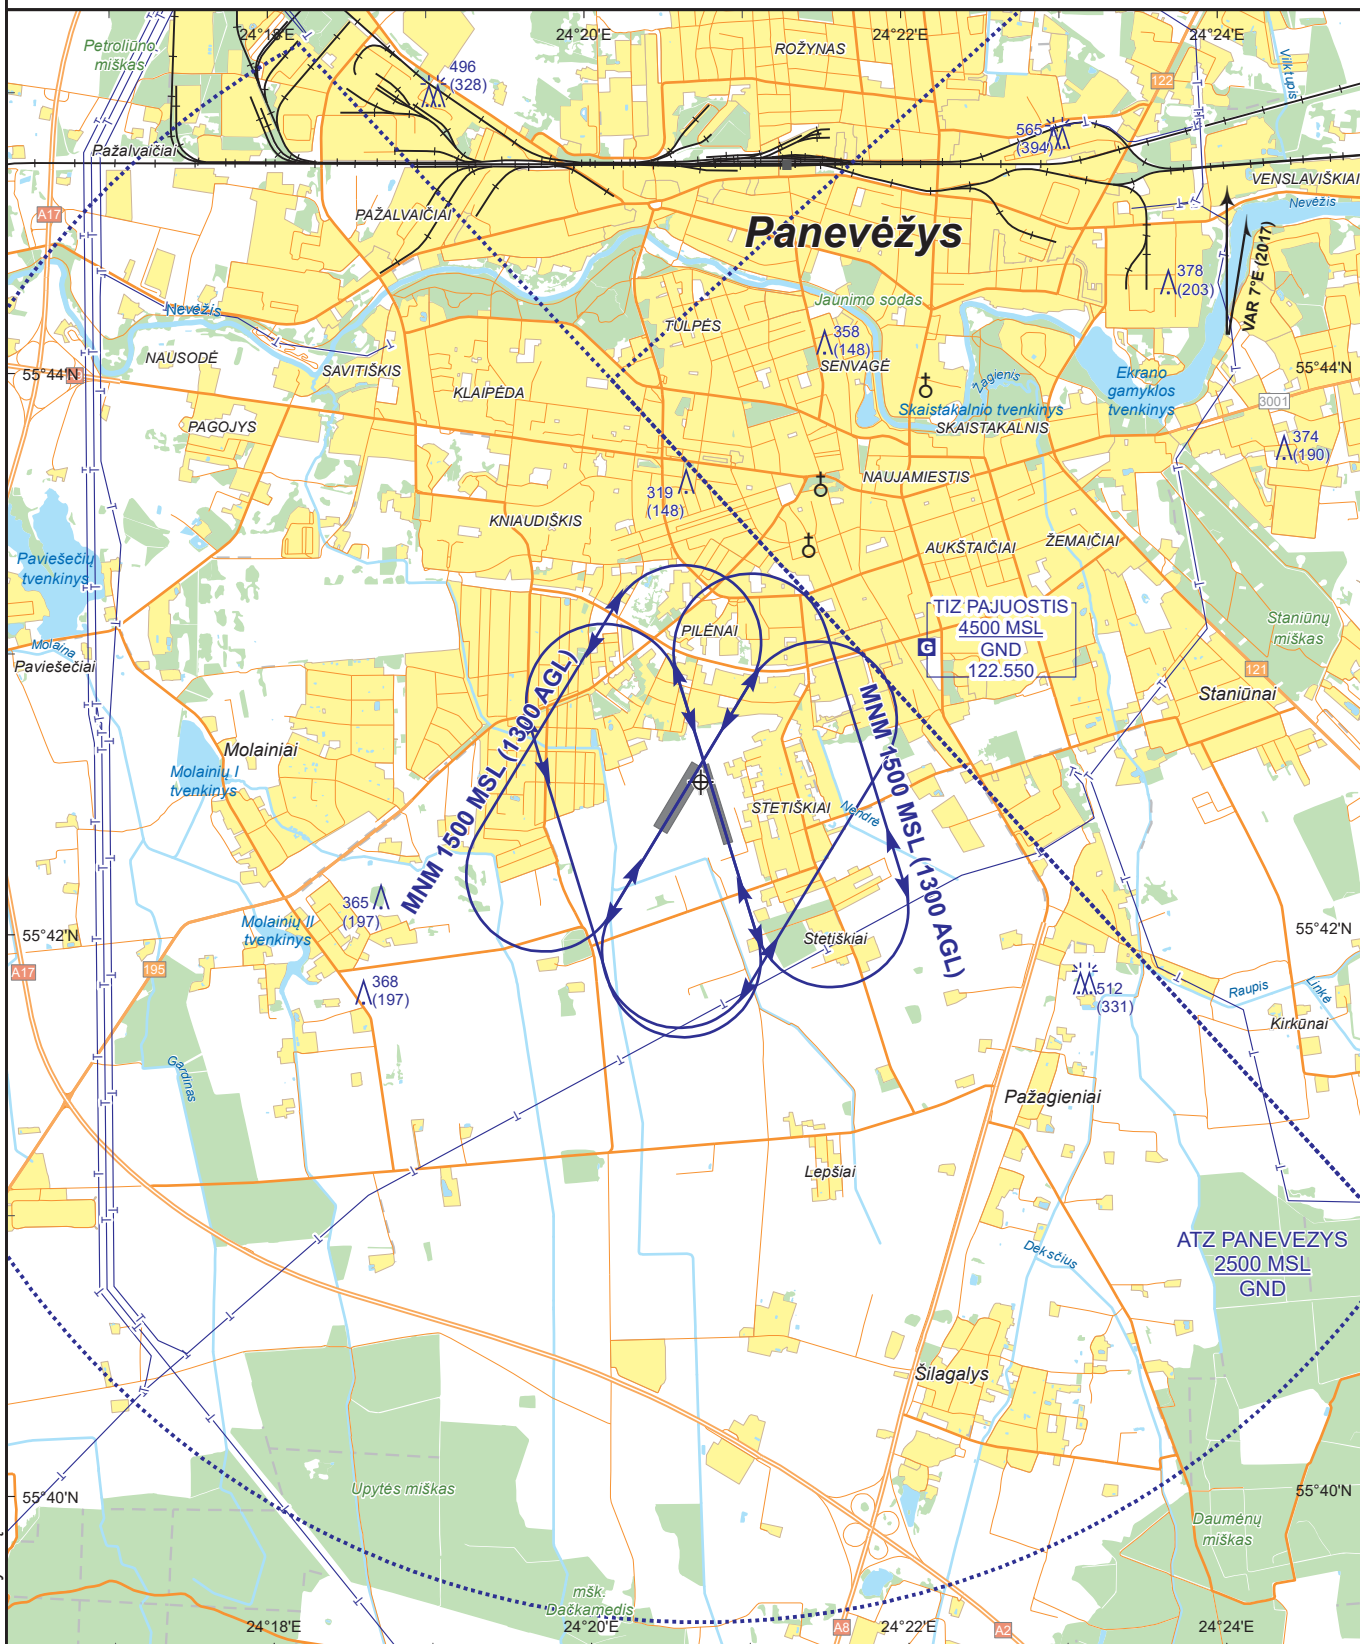 24°18'E
24°20'E
24°22'E
24°24'E
Petroliūno
miškas
ROŽYNAS
496
(328)
122
Viktupis
565
(394)
Pažalvaičiai
VENSLAVIŠKIAI
Nevėžis
A17
PAŽALVAIČIAI
Panevėžys
VAR 7°E (2017)
378
(203)
Jaunimo sodas
Nevėžis
TULPĖS
358
(148)
SENVAGĖ
NAUSODĖ
SAVITIŠKIS
55°44'N
55°44'N
KLAIPĖDA
Žagienis
Ekrano
gamyklos
tvenkinys
Skaistakalnio tvenkinys
SKAISTAKALNIS
3001
PAGOJYS
374
(190)
NAUJAMIESTIS
319
(148)
KNIAUDIŠKIS
AUKŠTAIČIAI
ŽEMAIČIAI
Paviešečių
tvenkinys
TIZ PAJUOSTIS
4500 MSL
GND
122.550
G
Staniūnų
miškas
PILĖNAI
Molaina
Paviešečiai
121
Staniūnai
MNM 1500 MSL (1300 AGL)
MNM 1500 MSL (1300 AGL)
Molainiai
Molainių I
tvenkinys
STETIŠKIAI
Nendrė
365
(197)
Molainių II
tvenkinys
55°42'N
55°42'N
Stetiškiai
A17
195
368
(197)
512
(331)
Raupis
Linkė
Kirkūnai
Gardinas
Pažagieniai
Lepšiai
Deksčius
ATZ PANEVEZYS
2500 MSL
GND
Šilagalys
Upytės miškas
55°40'N
55°40'N
Daumėnų
miškas
mšk.
Dačkamedis
24°18'E
24°20'E
24°22'E
24°24'E
A8
A2